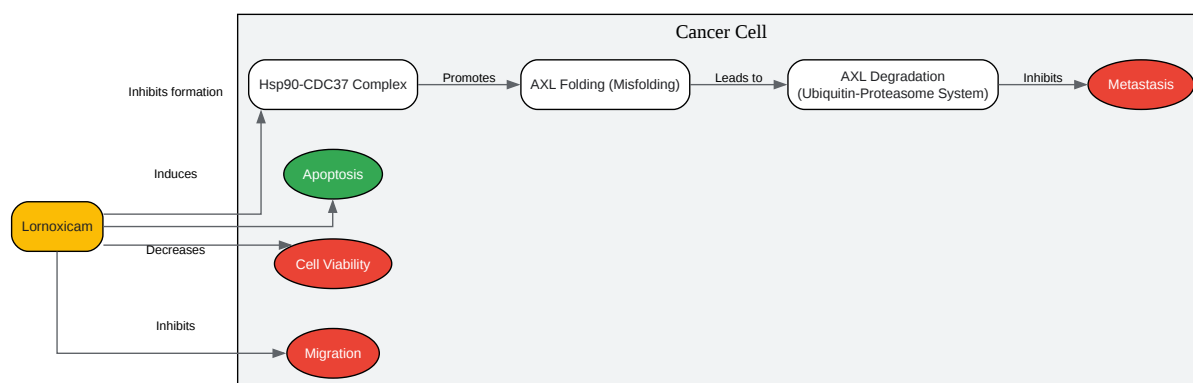 Cancer Cell
Hsp90-CDC37 Complex
Promotes
AXL Folding (Misfolding)
Leads to
AXL Degradation
(Ubiquitin-Proteasome System)
Inhibits
Metastasis
Inhibits formation
Induces
Apoptosis
Lornoxicam
Decreases
Cell Viability
Inhibits
Migration